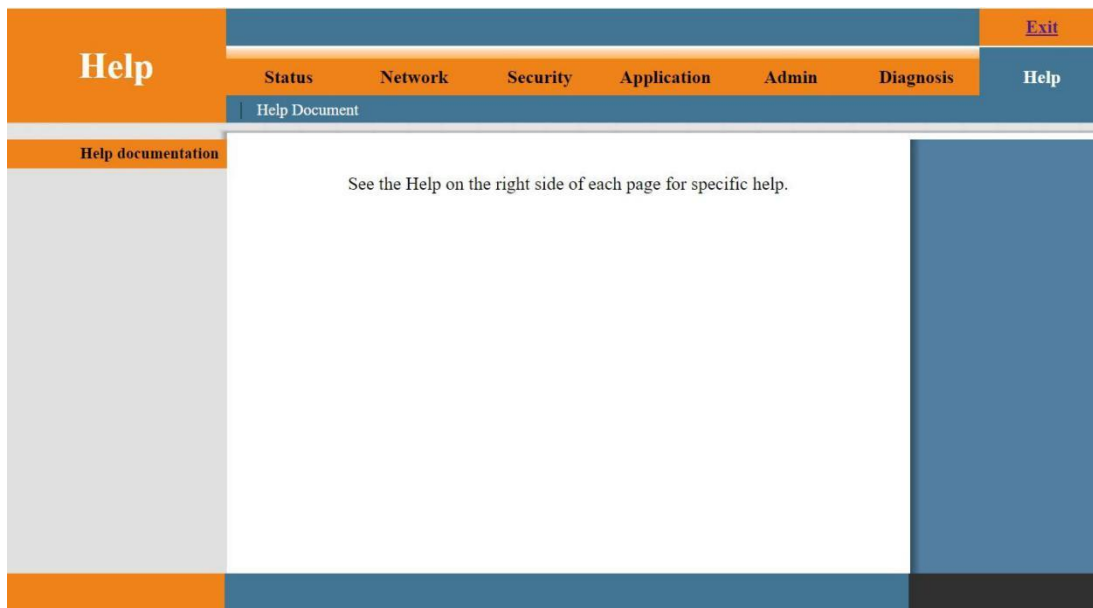 Help
Exit
Status Network Security Application Admin Diagnosis Help
Help Document
Help documentation
See the Help on the right side of each page for specific help.